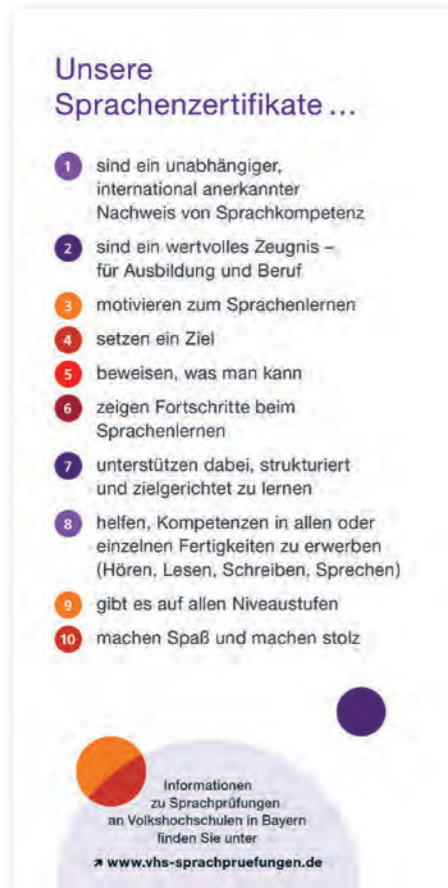 Unsere
Sprachenzertifikate ...
1 sind ein unabhängiger,
international anerkannter
Nachweis von Sprachkompetenz
2 sind ein wertvolles Zeugnis –
für Ausbildung und Beruf
3 motivieren zum Sprachenlernen
4 setzen ein Ziel
5 beweisen, was man kann
6 zeigen Fortschritte beim
Sprachenlernen
7 unterstützen dabei, strukturiert
und zielgerichtet zu lernen
8 helfen, Kompetenzen in allen oder
einzelnen Fertigkeiten zu erwerben
(Hören, Lesen, Schreiben, Sprechen)
9 gibt es auf allen Niveaustufen
10 machen Spaß und machen stolz
Informationen
zu Sprachprüfungen
an Volkshochschulen in Bayern
finden Sie unter
↗ www.vhs-sprachpruefungen.de